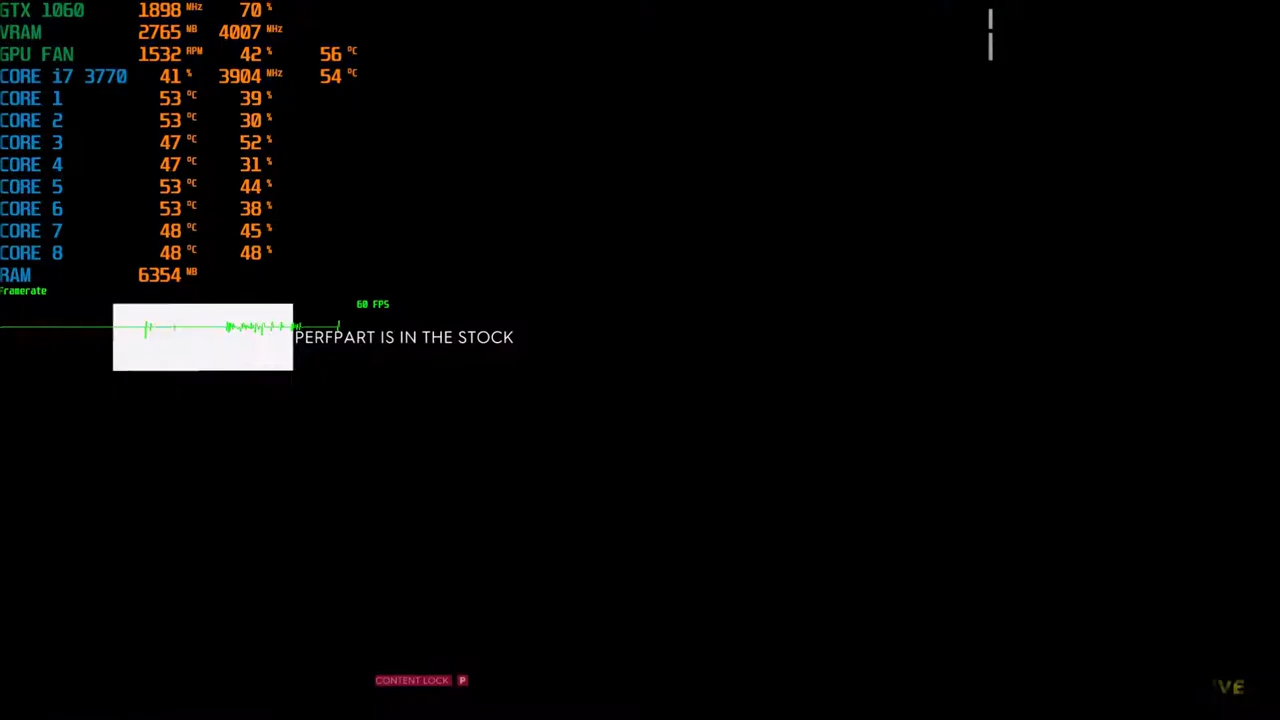 GTX 1060 1898 MHz 70 %
VRAM 2765 MB 4007 MHz
GPU FAN 1532 RPM 42 % 56 °C
CORE i7 3770 41 % 3904 MHz 54 °C
CORE 1 53 °C 39 %
CORE 2 53 °C 30 %
CORE 3 47 °C 52 %
CORE 4 47 °C 31 %
CORE 5 53 °C 44 %
CORE 6 53 °C 38 %
CORE 7 48 °C 45 %
CORE 8 48 °C 48 %
RAM 6354 MB
Framerate
60 FPS
PERFPART IS IN THE STOCK
CONTENT LOCK P
VE